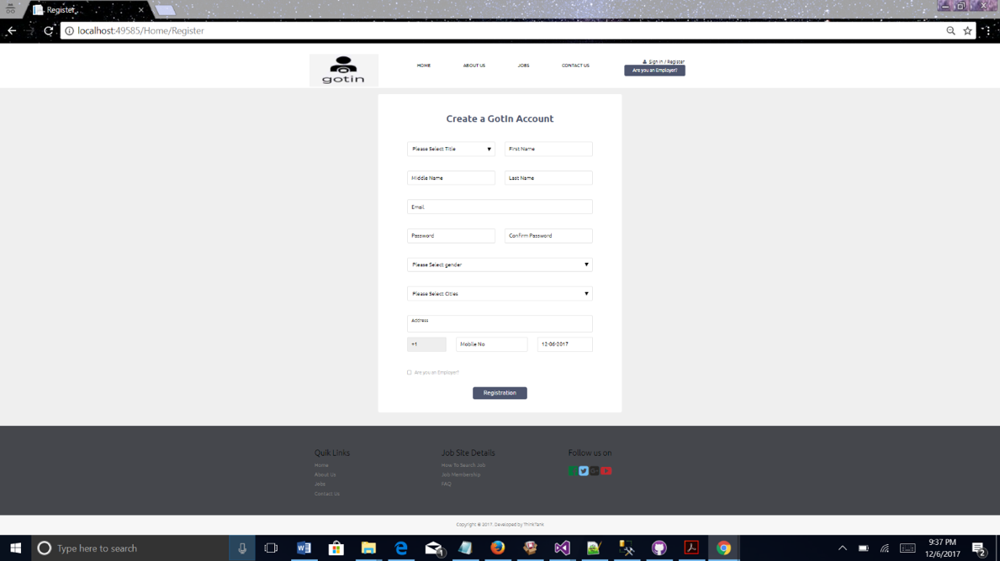 Register
localhost:49585/Home/Register
gotin
HOME
ABOUT US
JOBS
CONTACT US
Sign In / Register
Are you an Employer?
Create a GotIn Account
Please Select Title
First Name
Middle Name
Last Name
Email
Password
Confirm Password
Please Select gender
Please Select Cities
Address
+1
Mobile No
12-06-2017
Are you an Employer?
Registration
Quik Links
Home
About Us
Jobs
Contact Us
Job Site Details
How To Search Job
Job Membership
FAQ
Follow us on
Copyright © 2017. Developed by ThinkTank
Type here to search
9:37 PM
12/6/2017